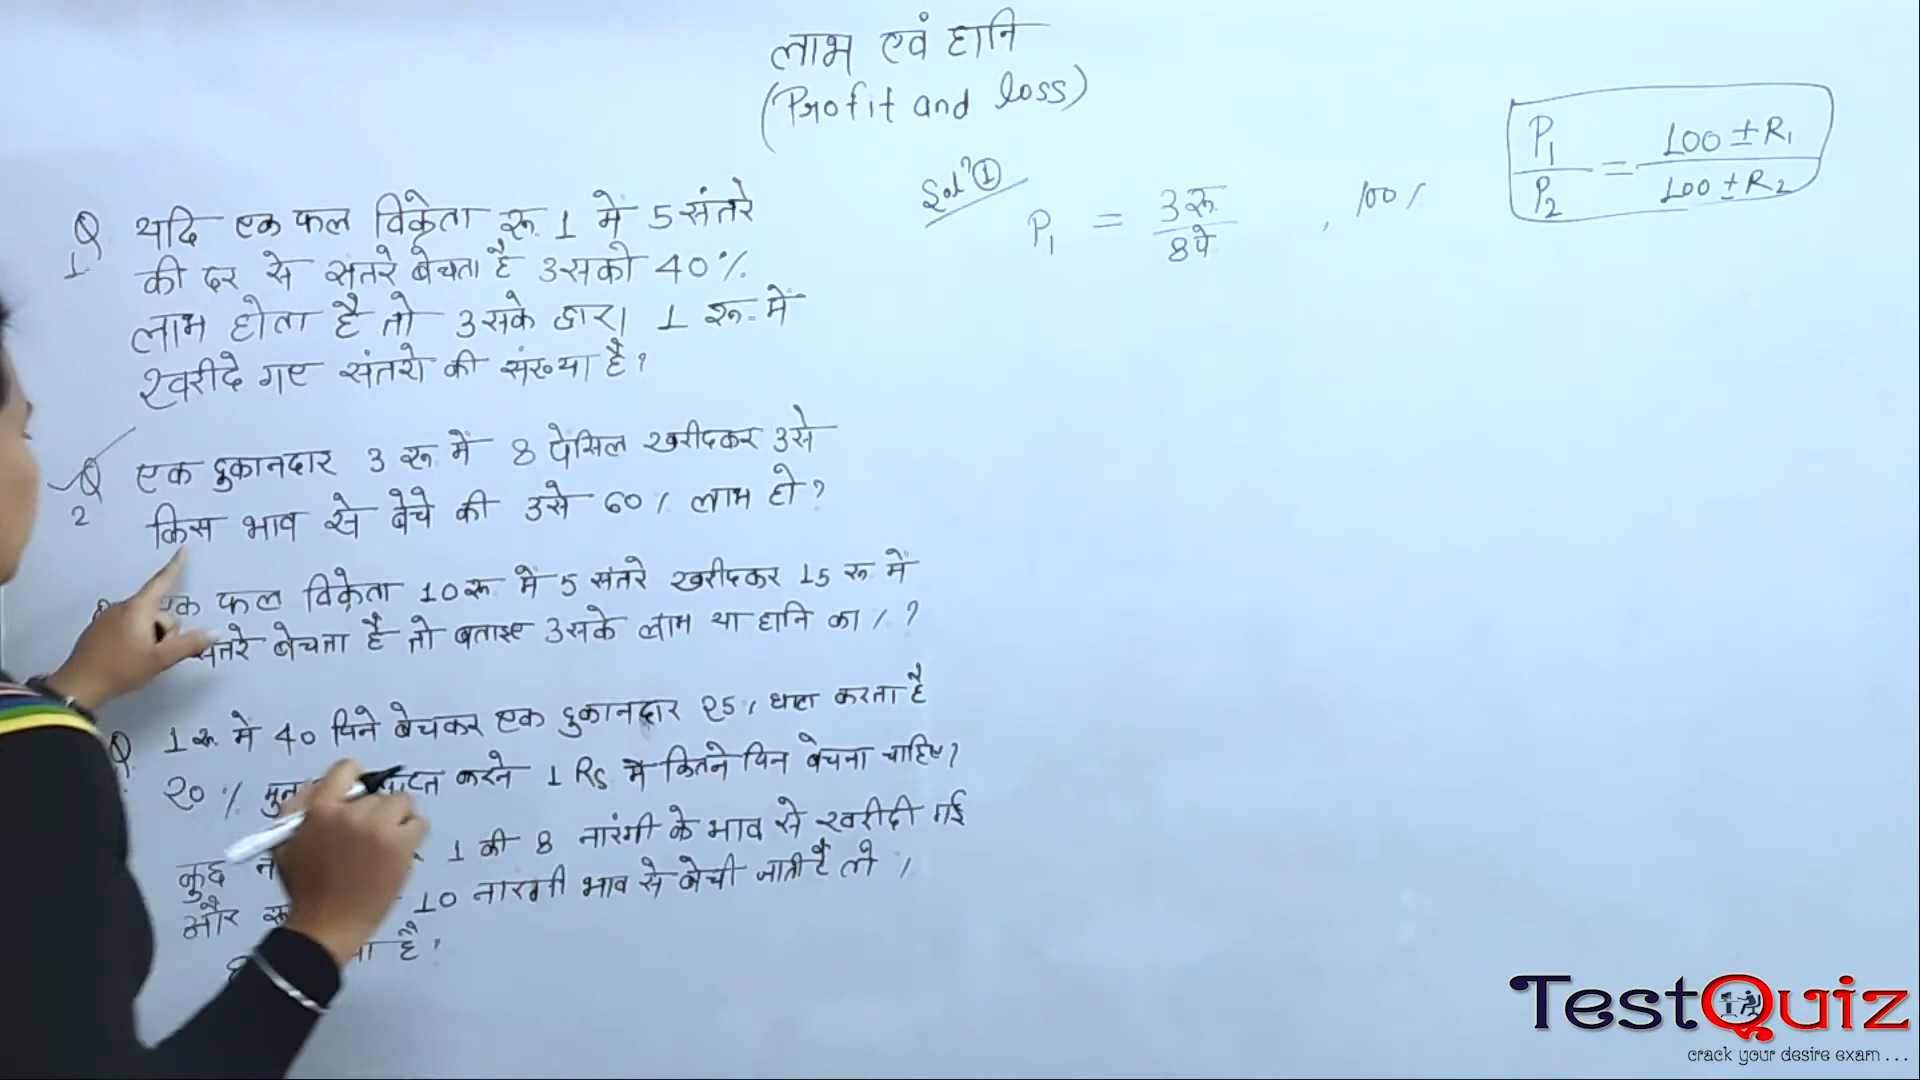 लाभ एवं हानि
(Profit and loss)
Q 1. यदि एक फल विक्रेता रू. 1 में 5 संतरे
की दर से संतरे बेचता है उसको 40%
लाभ होता है तो उसके द्वारा 1 रू. में
खरीदे गए संतरो की संख्या है?
Q 2 एक दुकानदार 3 रू में 8 पेंसिल खरीदकर उसे
किस भाव से बेचे की उसे 60% लाभ हो?
एक फल विक्रेता 10 रू में 5 संतरे खरीदकर 15 रू में
संतरे बेचता है तो बताइए उसके लाभ या हानि का % ?
Q 1 रू में 40 पिने बेचकर एक दुकानदार 25% घाटा करता है
20% करने 1 Rs में कितने पिन बेचना चाहिए?
कुछ 1 की 8 नारंगी के भाव से खरीदी गई
और 10 नारगी भाव से बेची जाती है तो %
है?
Solⁿ ①
P₁ = 3रू / 8पे , 100%
P₁/P₂ = 100 ± R₁ / 100 ± R₂
TestQuiz
crack your desire exam . . .